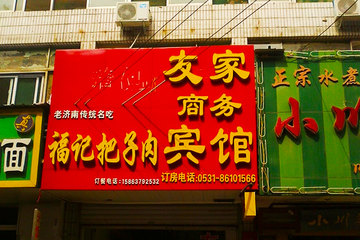 友家
商务
宾馆
老济南传统名吃
福记把子肉
订餐电话:15863792532
订房电话:0531-86101566
正宗水煮
小川
面